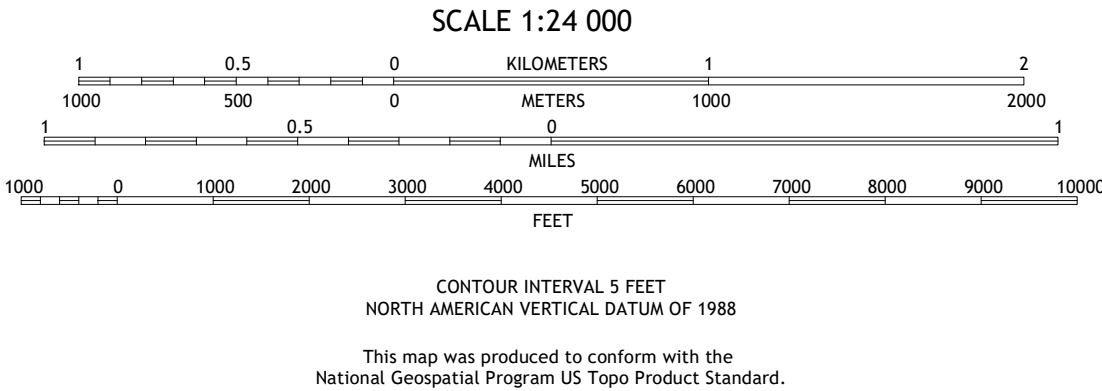 SCALE 1:24 000
1 0.5 0 KILOMETERS 1 2
1000 500 0 METERS 1000 2000
1 0.5 0 1
MILES
1000 0 1000 2000 3000 4000 5000 6000 7000 8000 9000 10000
FEET
CONTOUR INTERVAL 5 FEET
NORTH AMERICAN VERTICAL DATUM OF 1988
This map was produced to conform with the
National Geospatial Program US Topo Product Standard.